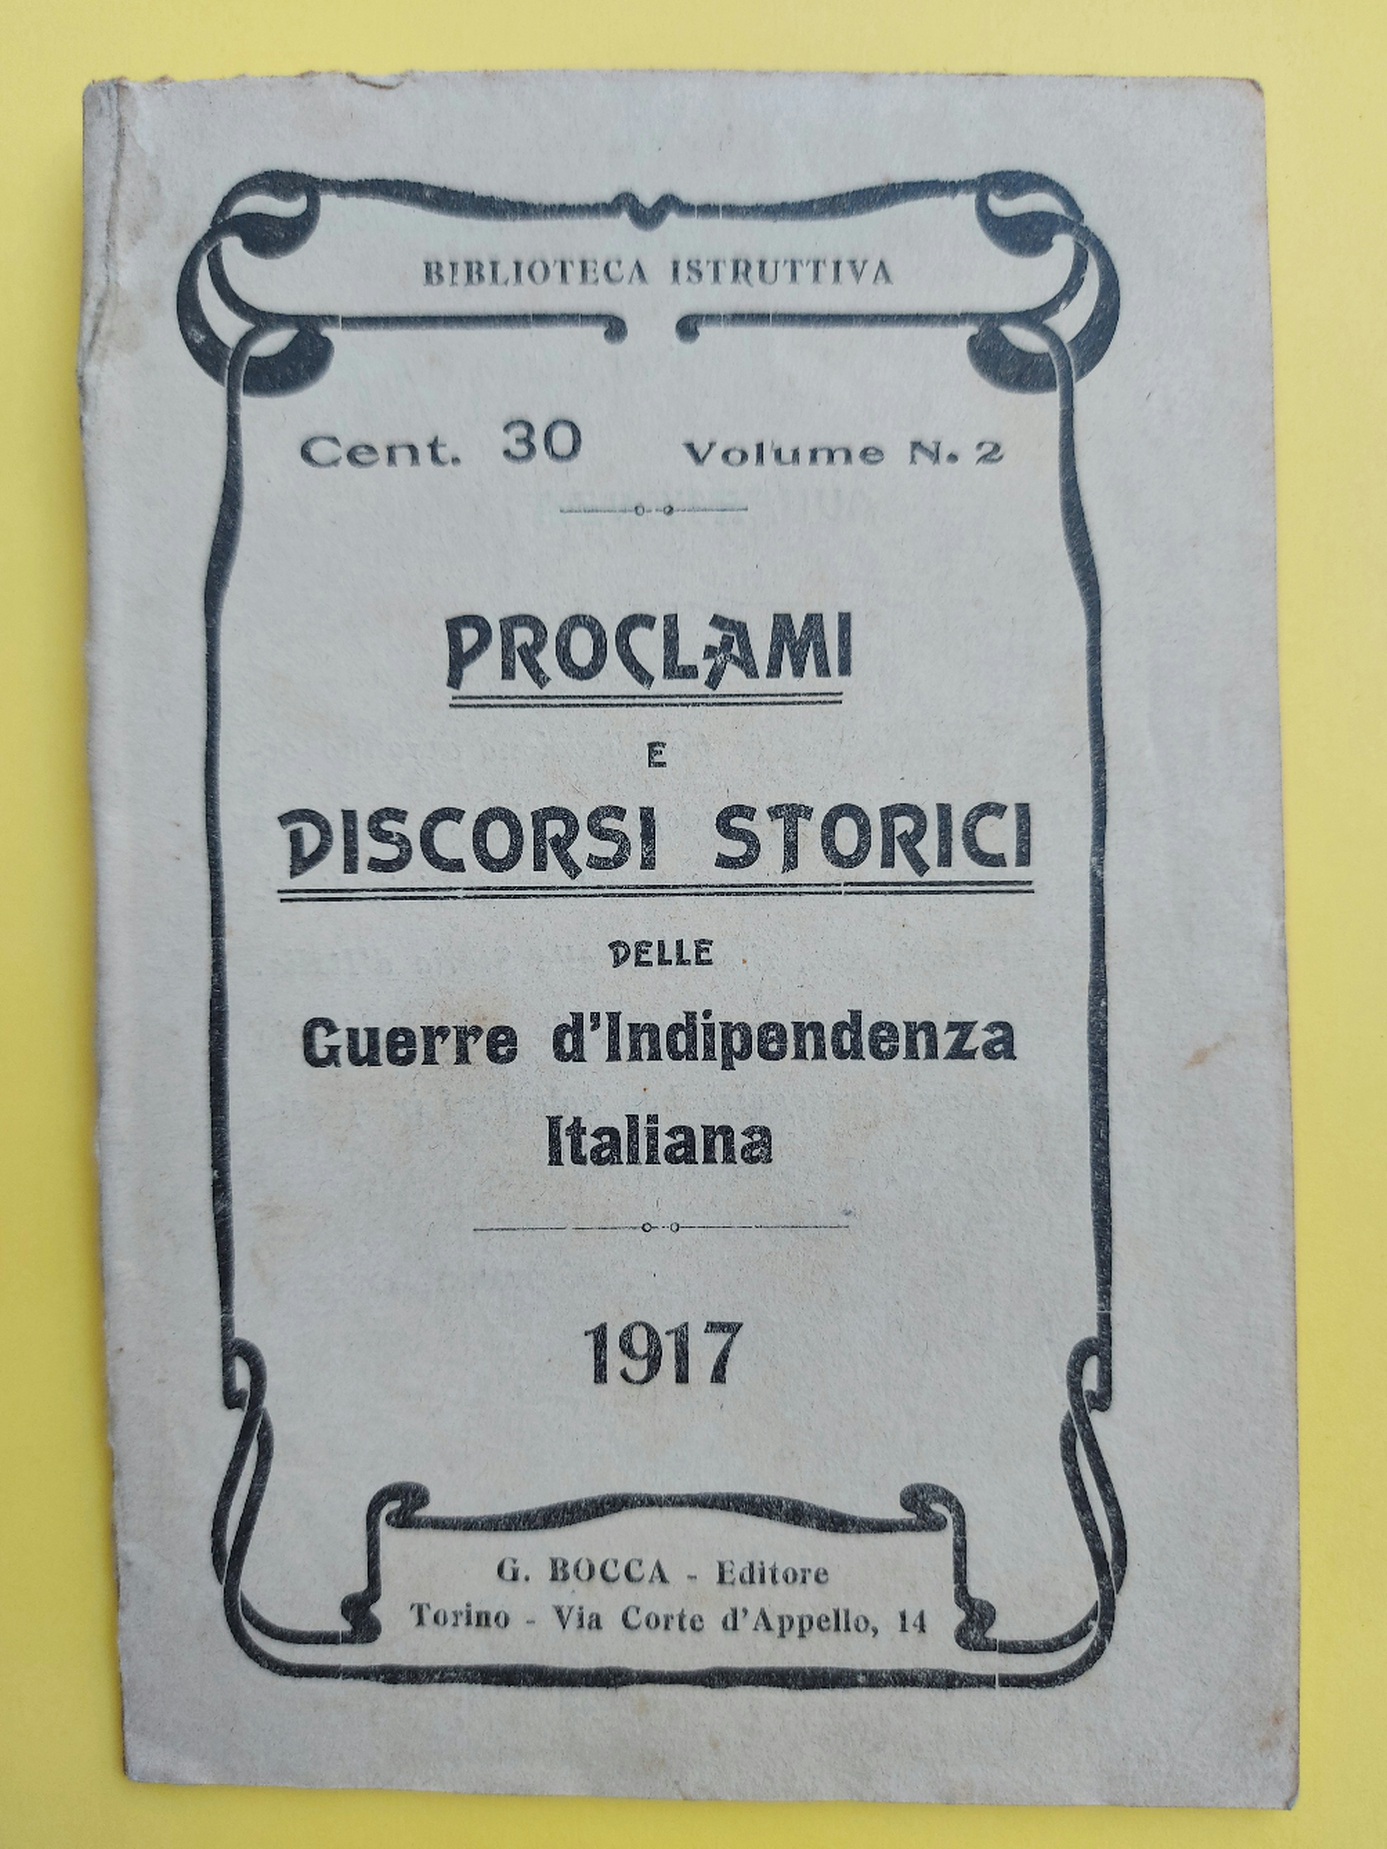 BIBLIOTECA ISTRUTTIVA
Cent. 30 Volume N. 2
PROCLAMI
E
DISCORSI STORICI
DELLE
Guerre d'Indipendenza
Italiana
1917
G. BOCCA - Editore
Torino - Via Corte d'Appello, 14